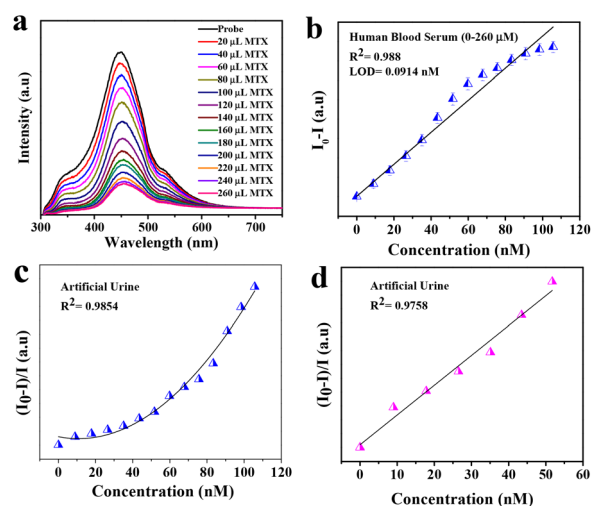 a
Probe
20 µL MTX
40 µL MTX
60 µL MTX
80 µL MTX
100 µL MTX
120 µL MTX
140 µL MTX
160 µL MTX
180 µL MTX
200 µL MTX
220 µL MTX
240 µL MTX
260 µL MTX
Intensity (a.u)
300 400 500 600 700
Wavelength (nm)
b
Human Blood Serum (0-260 µM)
R²= 0.988
LOD= 0.0914 nM
I₀-I (a.u)
0 20 40 60 80 100 120
Concentration (nM)
c
Artificial Urine
R²= 0.9854
(I₀-I)/I (a.u)
0 20 40 60 80 100 120
Concentration (nM)
d
Artificial Urine
R²= 0.9758
(I₀-I)/I (a.u)
0 10 20 30 40 50 60
Concentration (nM)